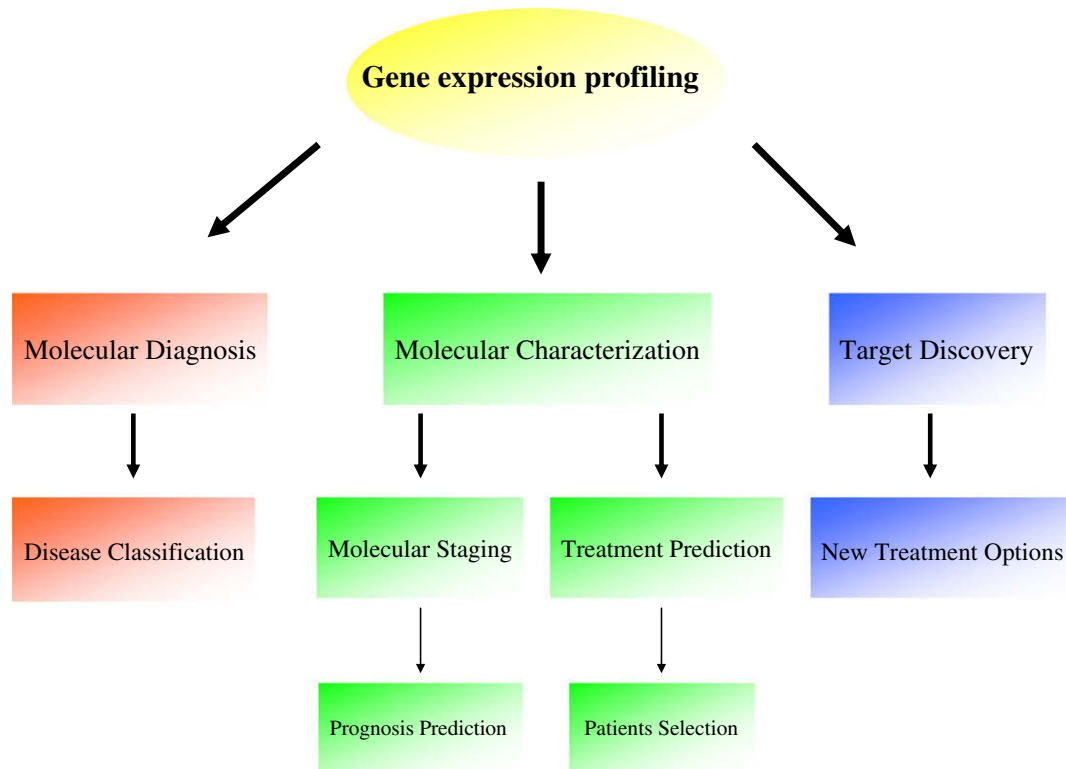 Gene expression profiling
Molecular Diagnosis
Molecular Characterization
Target Discovery
Disease Classification
Molecular Staging
Treatment Prediction
New Treatment Options
Prognosis Prediction
Patients Selection